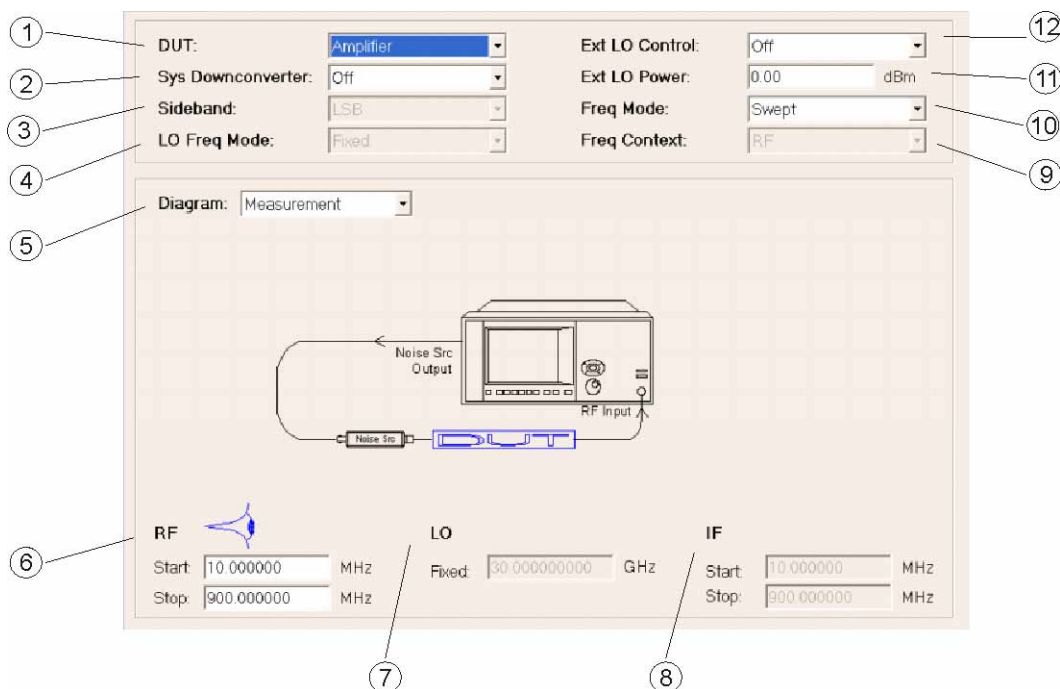 1
2
3
4
5
6
7
8
9
10
11
12
DUT: Amplifier
Sys Downconverter: Off
Sideband: LSB
LO Freq Mode: Fixed
Ext LO Control: Off
Ext LO Power: 0.00 dBm
Freq Mode: Swept
Freq Context: RF
Diagram: Measurement
Noise Src
Output
RF Input
Noise Src
DUT
RF
Start: 10.000000 MHz
Stop: 900.000000 MHz
LO
Fixed: 30.000000000 GHz
IF
Start: 10.000000 MHz
Stop: 900.000000 MHz